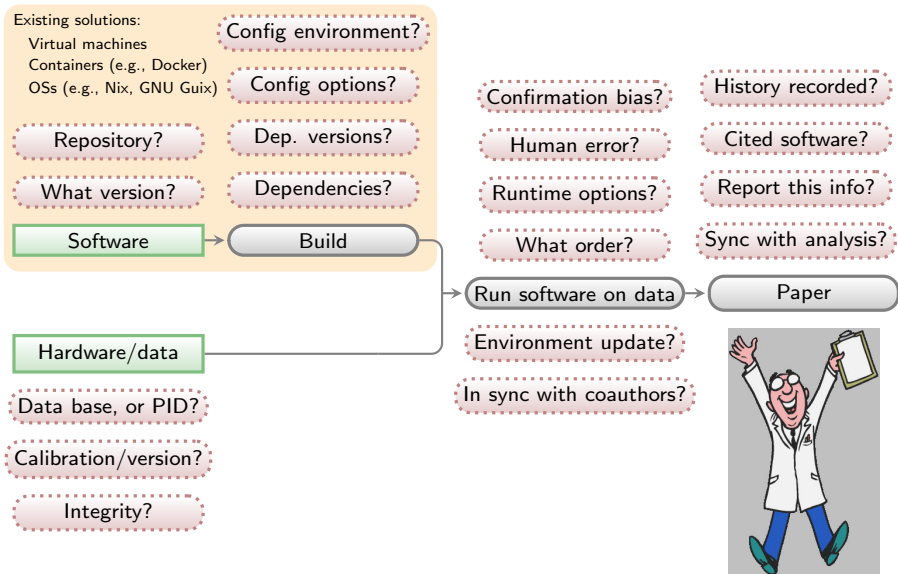 Existing solutions:
Virtual machines
Containers (e.g., Docker)
OSs (e.g., Nix, GNU Guix)
Config environment?
Config options?
Repository?
Dep. versions?
What version?
Dependencies?
Software
Build
Confirmation bias?
Human error?
Runtime options?
What order?
Run software on data
Environment update?
In sync with coauthors?
History recorded?
Cited software?
Report this info?
Sync with analysis?
Paper
Hardware/data
Data base, or PID?
Calibration/version?
Integrity?